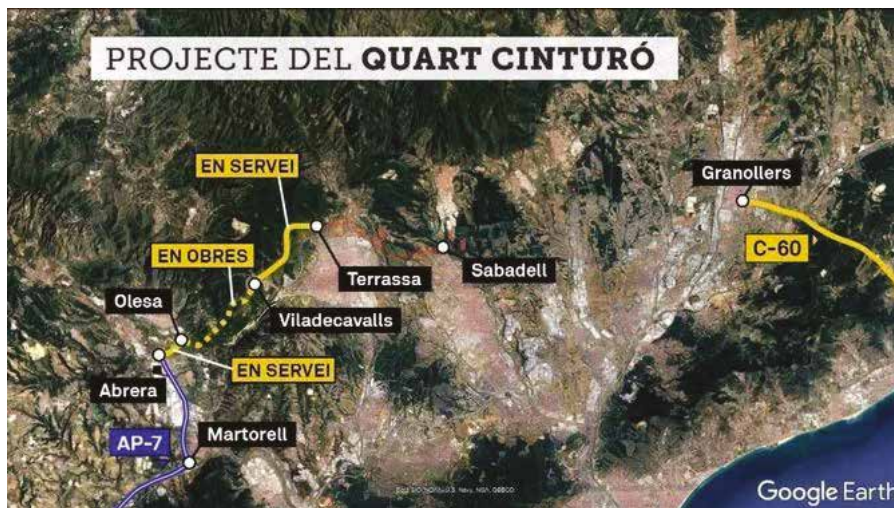 PROJECTE DEL QUART CINTURÓ
EN SERVEI
Granollers
EN OBRES
Terrassa
Sabadell
C-60
Olesa
Viladecavalls
EN SERVEI
Abrera
AP-7
Martorell
Google Earth